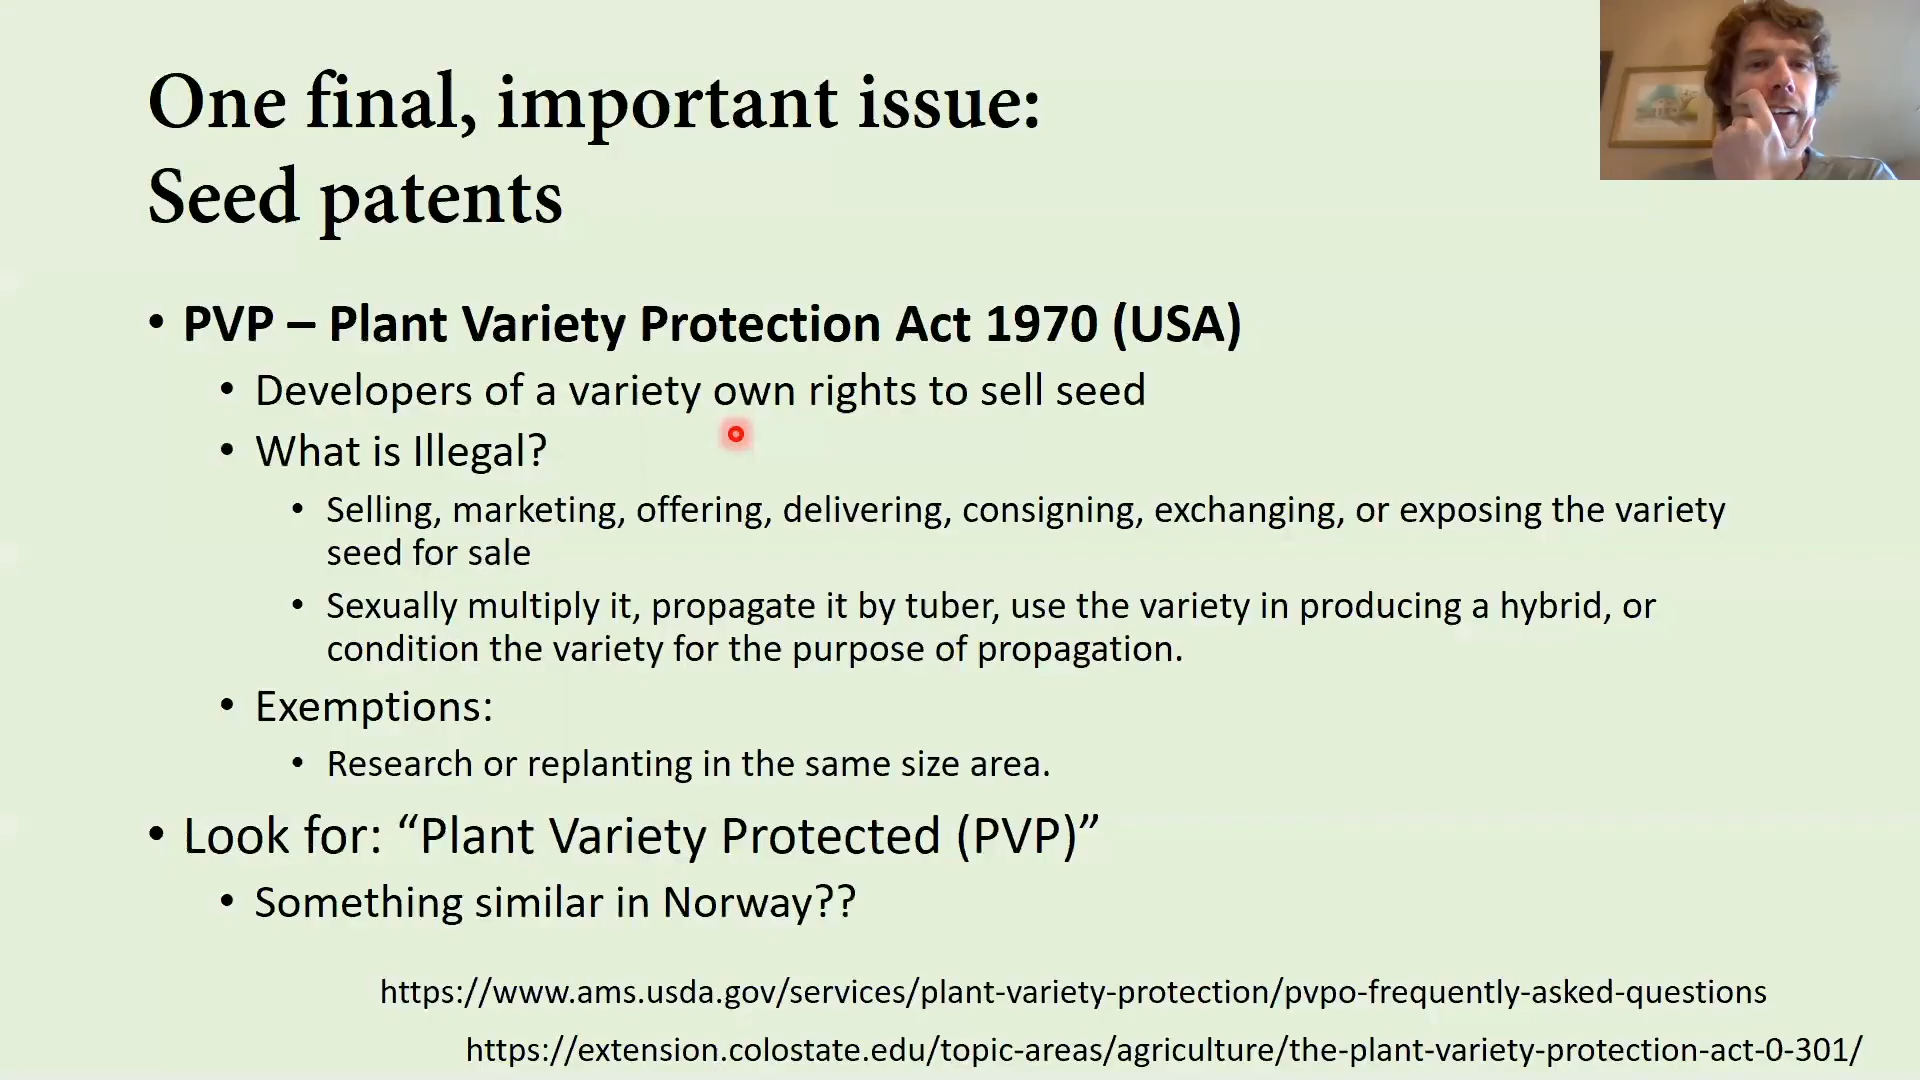 One final, important issue:
Seed patents
• PVP – Plant Variety Protection Act 1970 (USA)
• Developers of a variety own rights to sell seed
• What is Illegal?
• Selling, marketing, offering, delivering, consigning, exchanging, or exposing the variety
seed for sale
• Sexually multiply it, propagate it by tuber, use the variety in producing a hybrid, or
condition the variety for the purpose of propagation.
• Exemptions:
• Research or replanting in the same size area.
• Look for: “Plant Variety Protected (PVP)”
• Something similar in Norway??
https://www.ams.usda.gov/services/plant-variety-protection/pvpo-frequently-asked-questions
https://extension.colostate.edu/topic-areas/agriculture/the-plant-variety-protection-act-0-301/